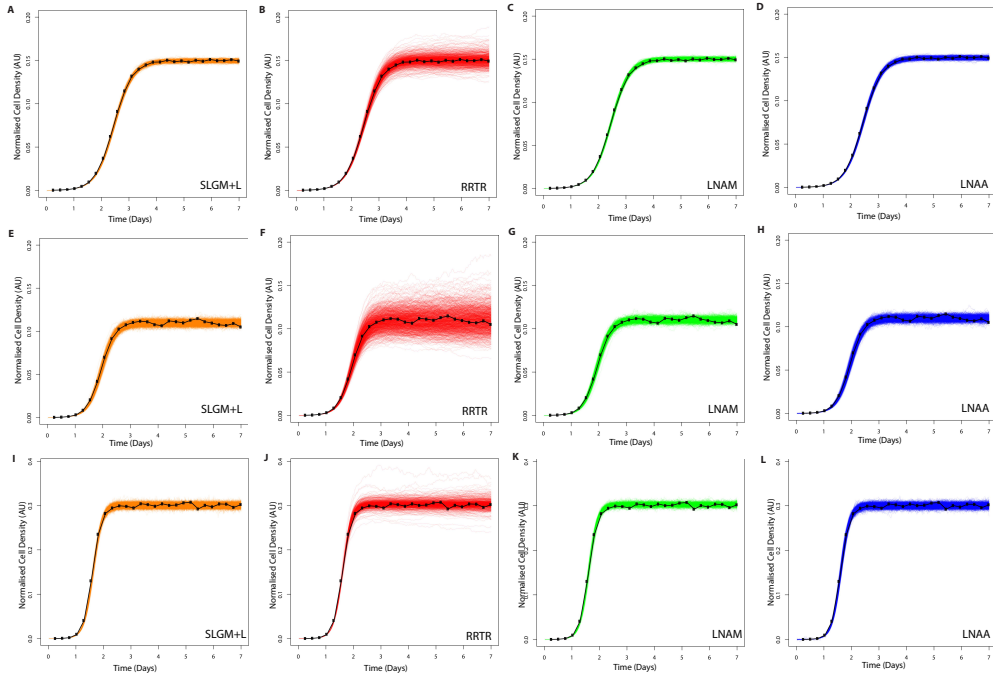 A
Normalised Cell Density (AU)
0.20
0.15
0.10
0.05
0.00
SLGM+L
0 1 2 3 4 5 6 7
Time (Days)
B
Normalised Cell Density (AU)
0.20
0.15
0.10
0.05
0.00
RRTR
0 1 2 3 4 5 6 7
Time (Days)
C
Normalised Cell Density (AU)
0.20
0.15
0.10
0.05
0.00
LNAM
0 1 2 3 4 5 6 7
Time (Days)
D
Normalised Cell Density (AU)
0.20
0.15
0.10
0.05
0.00
LNAA
0 1 2 3 4 5 6 7
Time (Days)
E
Normalised Cell Density (AU)
0.20
0.15
0.10
0.05
0.00
SLGM+L
0 1 2 3 4 5 6 7
Time (Days)
F
Normalised Cell Density (AU)
0.20
0.15
0.10
0.05
0.00
RRTR
0 1 2 3 4 5 6 7
Time (Days)
G
Normalised Cell Density (AU)
0.20
0.15
0.10
0.05
0.00
LNAM
0 1 2 3 4 5 6 7
Time (Days)
H
Normalised Cell Density (AU)
0.20
0.15
0.10
0.05
0.00
LNAA
0 1 2 3 4 5 6 7
Time (Days)
I
Normalised Cell Density (AU)
0.4
0.3
0.2
0.1
0.0
SLGM+L
0 1 2 3 4 5 6 7
Time (Days)
J
Normalised Cell Density (AU)
0.4
0.3
0.2
0.1
0.0
RRTR
0 1 2 3 4 5 6 7
Time (Days)
K
Normalised Cell Density (AU)
0.4
0.3
0.2
0.1
0.0
LNAM
0 1 2 3 4 5 6 7
Time (Days)
L
Normalised Cell Density (AU)
0.4
0.3
0.2
0.1
0.0
LNAA
0 1 2 3 4 5 6 7
Time (Days)